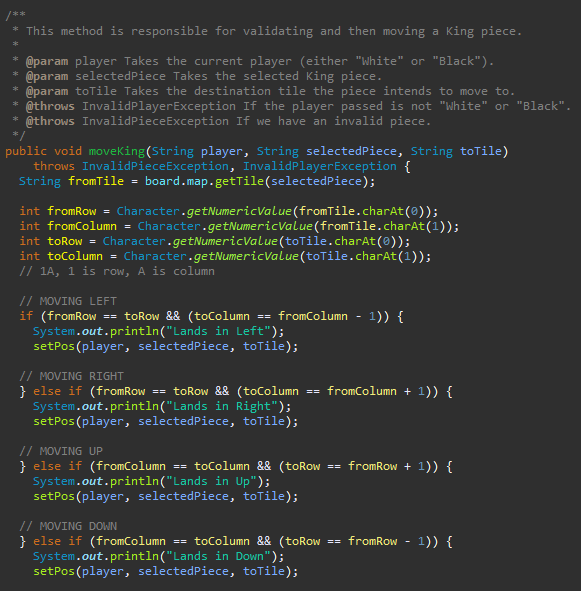 /**
 * This method is responsible for validating and then moving a King piece.
 *
 * @param player Takes the current player (either "White" or "Black").
 * @param selectedPiece Takes the selected King piece.
 * @param toTile Takes the destination tile the piece intends to move to.
 * @throws InvalidPlayerException If the player passed is not "White" or "Black".
 * @throws InvalidPieceException If we have an invalid piece.
 */
public void moveKing(String player, String selectedPiece, String toTile)
    throws InvalidPieceException, InvalidPlayerException {
  String fromTile = board.map.getTile(selectedPiece);

  int fromRow = Character.getNumericValue(fromTile.charAt(0));
  int fromColumn = Character.getNumericValue(fromTile.charAt(1));
  int toRow = Character.getNumericValue(toTile.charAt(0));
  int toColumn = Character.getNumericValue(toTile.charAt(1));
  // 1A, 1 is row, A is column

  // MOVING LEFT
  if (fromRow == toRow && (toColumn == fromColumn - 1)) {
    System.out.println("Lands in Left");
    setPos(player, selectedPiece, toTile);

  // MOVING RIGHT
  } else if (fromRow == toRow && (toColumn == fromColumn + 1)) {
    System.out.println("Lands in Right");
    setPos(player, selectedPiece, toTile);

  // MOVING UP
  } else if (fromColumn == toColumn && (toRow == fromRow + 1)) {
    System.out.println("Lands in Up");
    setPos(player, selectedPiece, toTile);

  // MOVING DOWN
  } else if (fromColumn == toColumn && (toRow == fromRow - 1)) {
    System.out.println("Lands in Down");
    setPos(player, selectedPiece, toTile);